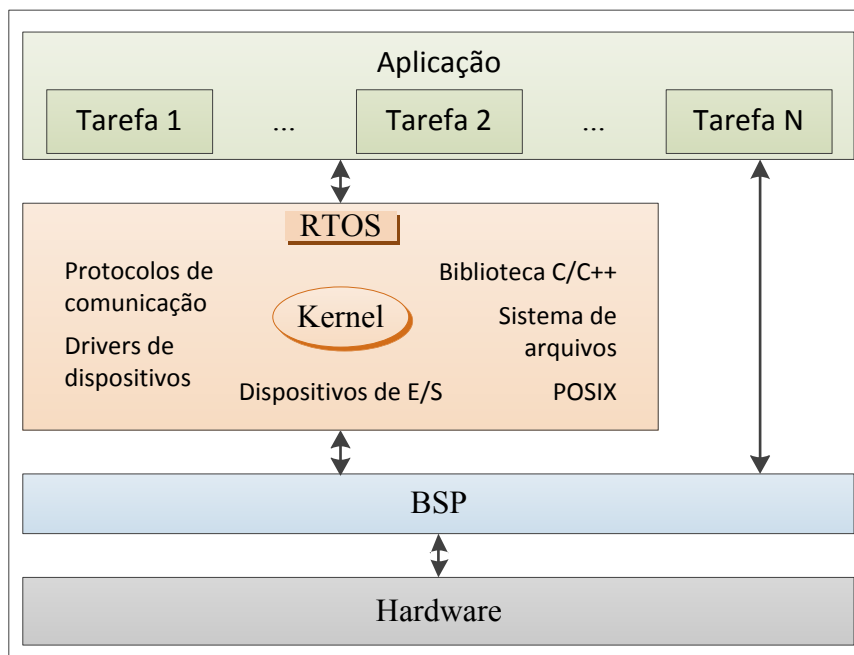 Aplicação
Tarefa 1 ... Tarefa 2 ... Tarefa N
RTOS
Protocolos de
comunicação
Drivers de
dispositivos
Kernel
Dispositivos de E/S
Biblioteca C/C++
Sistema de
arquivos
POSIX
BSP
Hardware